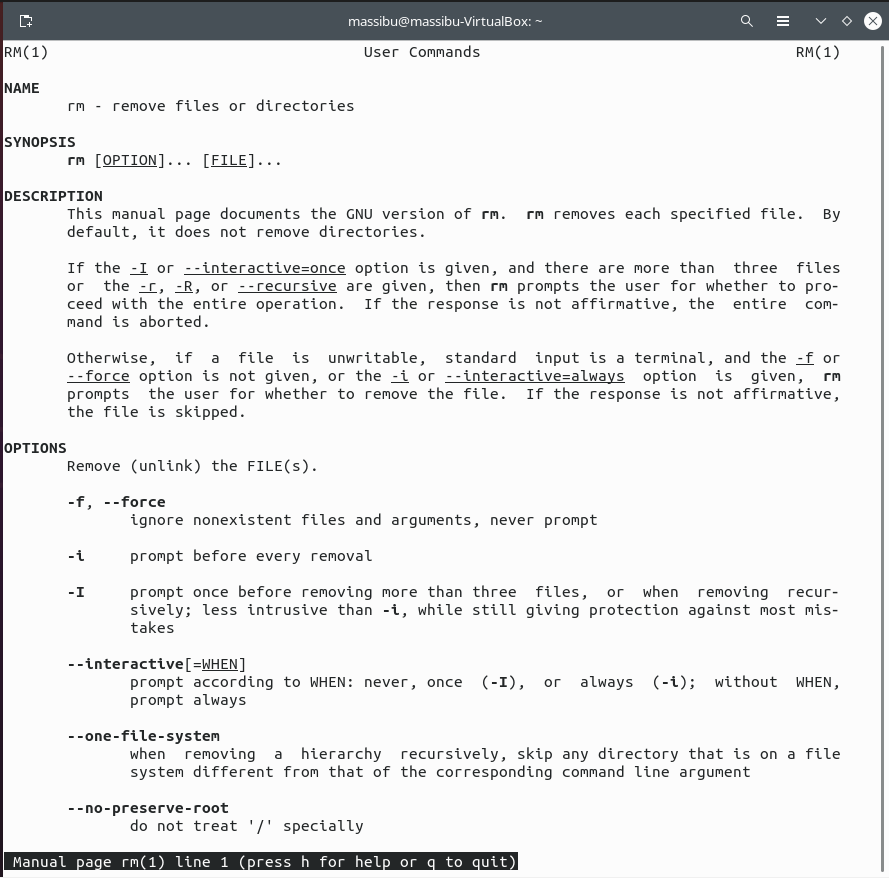 massibu@massibu-VirtualBox: ~
RM(1) User Commands RM(1)
NAME
rm - remove files or directories
SYNOPSIS
rm [OPTION]... [FILE]...
DESCRIPTION
This manual page documents the GNU version of rm. rm removes each specified file. By
default, it does not remove directories.
If the -I or --interactive=once option is given, and there are more than three files
or the -r, -R, or --recursive are given, then rm prompts the user for whether to pro-
ceed with the entire operation. If the response is not affirmative, the entire com-
mand is aborted.
Otherwise, if a file is unwritable, standard input is a terminal, and the -f or
--force option is not given, or the -i or --interactive=always option is given, rm
prompts the user for whether to remove the file. If the response is not affirmative,
the file is skipped.
OPTIONS
Remove (unlink) the FILE(s).
-f, --force
ignore nonexistent files and arguments, never prompt
-i prompt before every removal
-I prompt once before removing more than three files, or when removing recur-
sively; less intrusive than -i, while still giving protection against most mis-
takes
--interactive[=WHEN]
prompt according to WHEN: never, once (-I), or always (-i); without WHEN,
prompt always
--one-file-system
when removing a hierarchy recursively, skip any directory that is on a file
system different from that of the corresponding command line argument
--no-preserve-root
do not treat '/' specially
Manual page rm(1) line 1 (press h for help or q to quit)